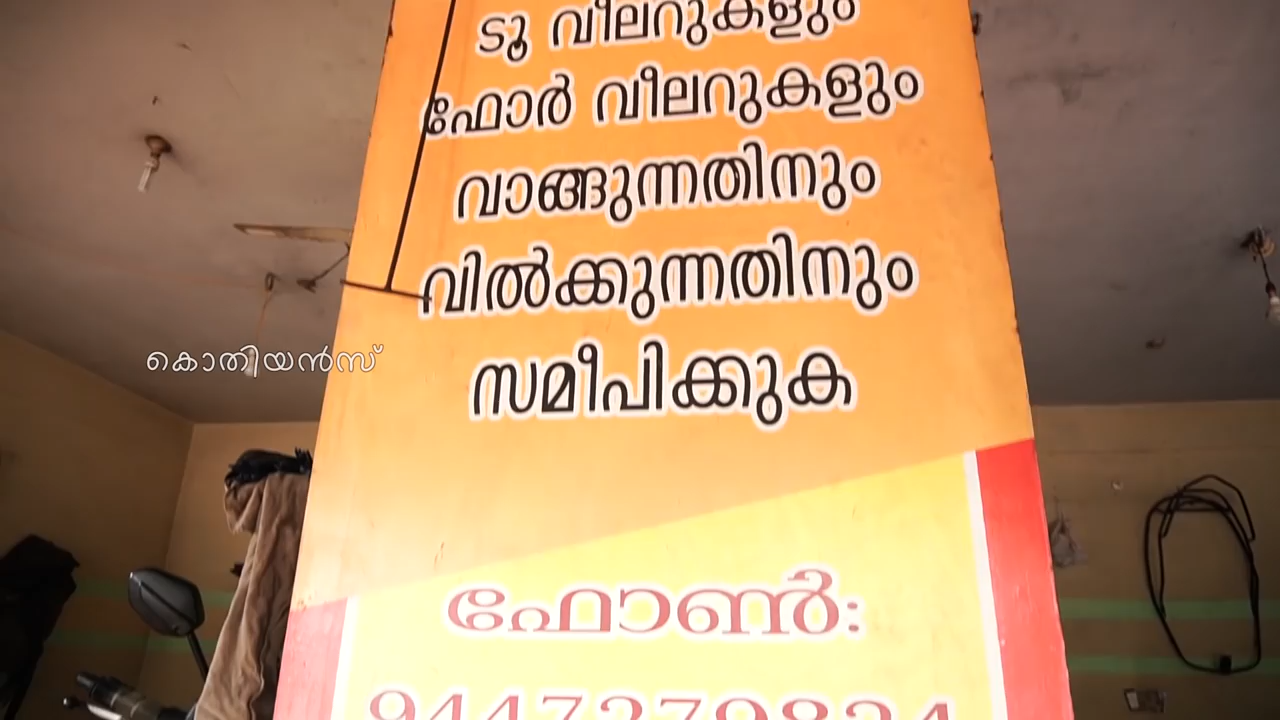 ടൂ വീലറുകളും
ഫോർ വീലറുകളും
വാങ്ങുന്നതിനും
വിൽക്കുന്നതിനും
സമീപിക്കുക
കൊതിയൻസ്
ഫോൺ: